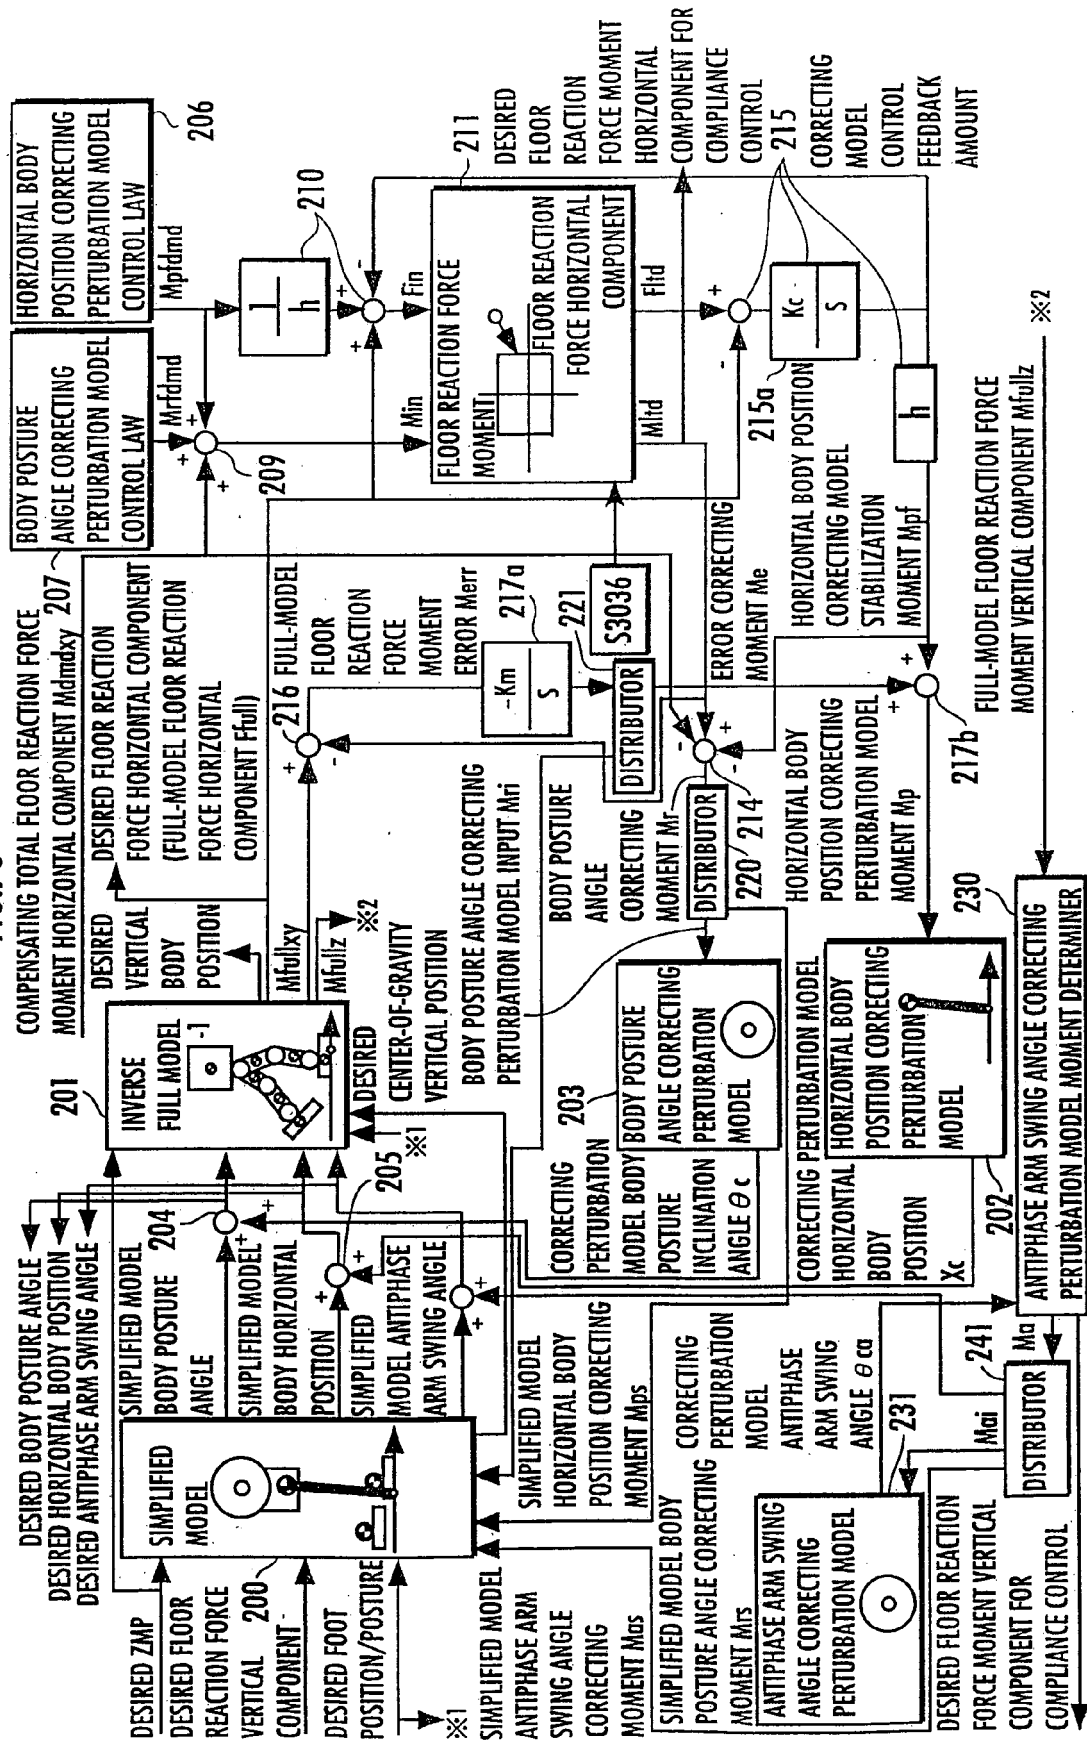 COMPENSATING TOTAL FLOOR REACTION FORCE
MOMENT HORIZONTAL COMPONENT Mdmdxy
207
BODY POSTURE
ANGLE CORRECTING
PERTURBATION MODEL
CONTROL LAW
HORIZONTAL BODY
POSITION CORRECTING
PERTURBATION MODEL
CONTROL LAW
206
Mrfdmd
Mpfdmd
DESIRED BODY POSTURE ANGLE
DESIRED HORIZONTAL BODY POSITION
DESIRED ANTIPHASE ARM SWING ANGLE
201
INVERSE
FULL MODEL
-1
DESIRED
VERTICAL
BODY
POSITION
DESIRED FLOOR REACTION
FORCE HORIZONTAL COMPONENT
(FULL-MODEL FLOOR REACTION
FORCE HORIZONTAL
COMPONENT Ffull)
209
1
h
210
DESIRED ZMP
DESIRED FLOOR
REACTION FORCE
VERTICAL
COMPONENT
200
DESIRED FOOT
POSITION/POSTURE
※1
SIMPLIFIED
MODEL
SIMPLIFIED MODEL
BODY POSTURE
ANGLE
204
SIMPLIFIED MODEL
BODY HORIZONTAL
POSITION
205
SIMPLIFIED
MODEL ANTIPHASE
ARM SWING ANGLE
※1
DESIRED
CENTER-OF-GRAVITY
VERTICAL POSITION
Mfullxy
Mfullz
※2
216
FULL-MODEL
FLOOR
REACTION
FORCE
MOMENT
ERROR Merr
217a
-Km
S
221
DISTRIBUTOR
S3036
Min
Fin
FLOOR REACTION FORCE
MOMENT
FLOOR REACTION
FORCE HORIZONTAL
COMPONENT
211
Mltd
Fltd
DESIRED
FLOOR
REACTION
FORCE MOMENT
HORIZONTAL
COMPONENT FOR
COMPLIANCE
CONTROL
215
CORRECTING
MODEL
CONTROL
FEEDBACK
AMOUNT
Kc
S
215a
h
ERROR CORRECTING
MOMENT Me
HORIZONTAL BODY POSITION
CORRECTING MODEL
STABILIZATION
MOMENT Mpf
BODY POSTURE ANGLE CORRECTING
PERTURBATION MODEL INPUT Mri
BODY POSTURE
ANGLE
CORRECTING
MOMENT Mr
DISTRIBUTOR
220
214
HORIZONTAL BODY
POSITION CORRECTING
PERTURBATION MODEL
MOMENT Mp
217b
FULL-MODEL FLOOR REACTION FORCE
MOMENT VERTICAL COMPONENT Mfullz
※2
203
BODY POSTURE
ANGLE CORRECTING
PERTURBATION
MODEL
CORRECTING
PERTURBATION
MODEL BODY
POSTURE
INCLINATION
ANGLE θc
CORRECTING PERTURBATION MODEL
HORIZONTAL
BODY
POSITION
Xc
HORIZONTAL BODY
POSITION CORRECTING
PERTURBATION
MODEL
202
230
ANTIPHASE ARM SWING ANGLE CORRECTING
PERTURBATION MODEL MOMENT DETERMINER
SIMPLIFIED MODEL
ANTIPHASE ARM
SWING ANGLE
CORRECTING
MOMENT Mas
SIMPLIFIED MODEL BODY
POSTURE ANGLE CORRECTING
MOMENT Mrs
SIMPLIFIED MODEL
HORIZONTAL BODY
POSITION CORRECTING
MOMENT Mps
CORRECTING
PERTURBATION
MODEL
ANTIPHASE
ARM SWING
ANGLE θca
231
ANTIPHASE ARM SWING
ANGLE CORRECTING
PERTURBATION MODEL
Mai
Ma
241
DISTRIBUTOR
DESIRED FLOOR REACTION
FORCE MOMENT VERTICAL
COMPONENT FOR
COMPLIANCE CONTROL